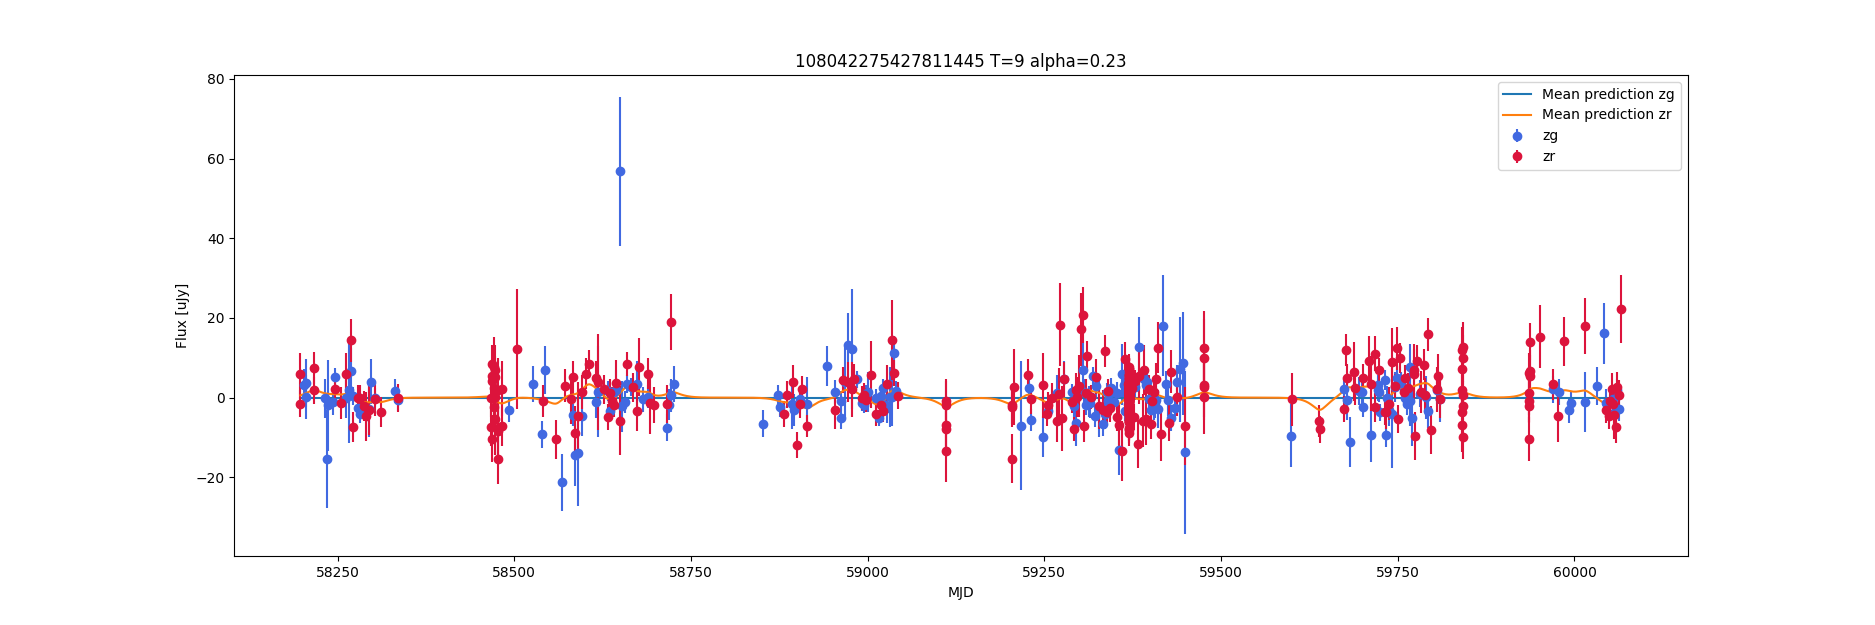 108042275427811445 T=9 alpha=0.23
80
60
40
20
0
−20
Flux [uJy]
58250 58500 58750 59000 59250 59500 59750 60000
MJD
Mean prediction zg
Mean prediction zr
zg
zr